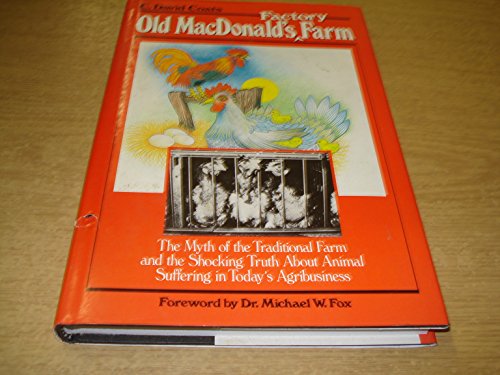 C. David Coats
Factory
Old MacDonald's Farm
The Myth of the Traditional Farm
and the Shocking Truth About Animal
Suffering in Today's Agribusiness
Foreword by Dr. Michael W. Fox